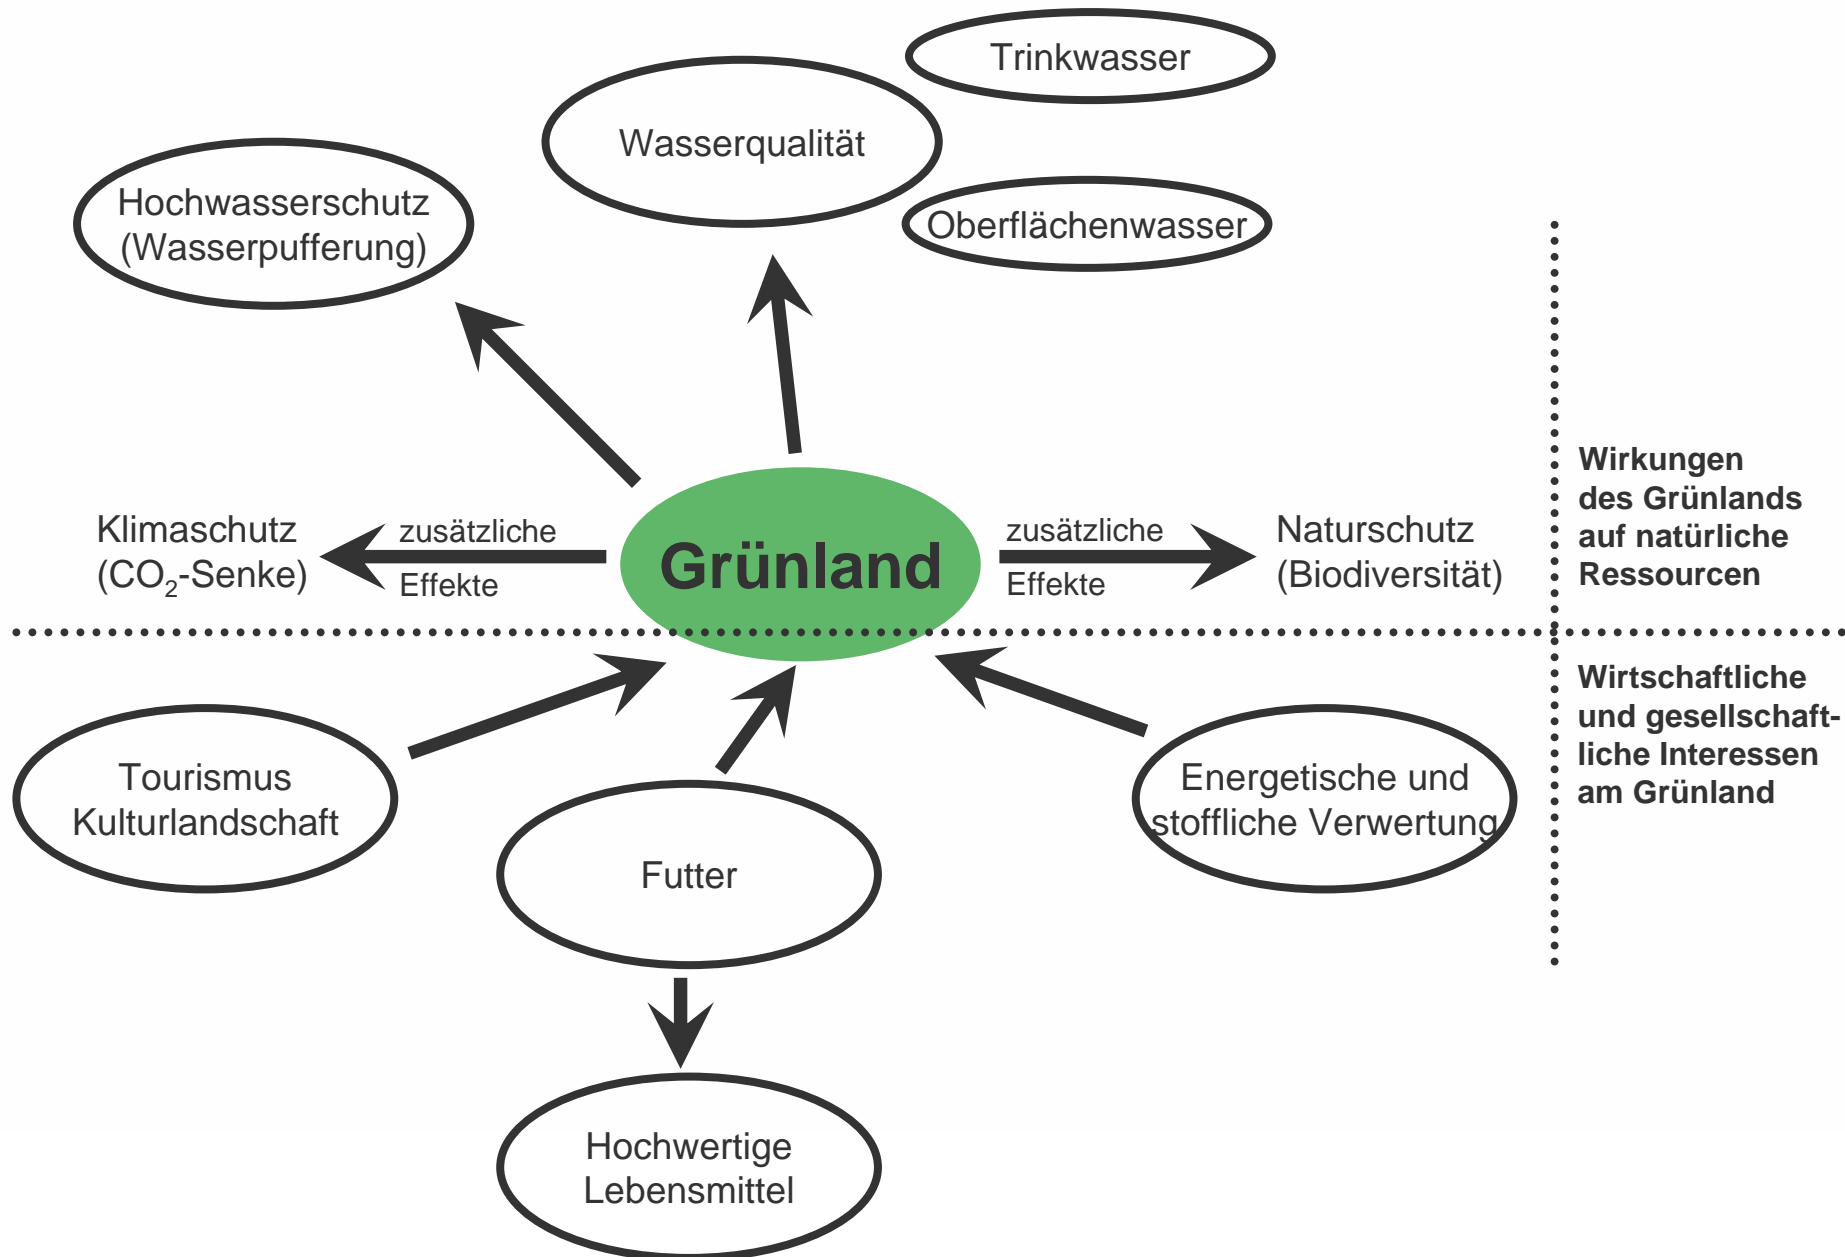 Trinkwasser
Wasserqualität
Oberflächenwasser
Hochwasserschutz
(Wasserpufferung)
Klimaschutz
(CO₂-Senke)
zusätzliche
Effekte
Grünland
zusätzliche
Effekte
Naturschutz
(Biodiversität)
Wirkungen
des Grünlands
auf natürliche
Ressourcen
Wirtschaftliche
und gesellschaft-
liche Interessen
am Grünland
Tourismus
Kulturlandschaft
Futter
Energetische und
stoffliche Verwertung
Hochwertige
Lebensmittel